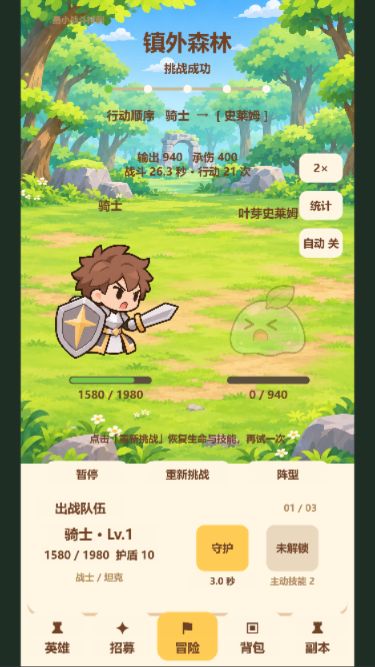 镇外森林
挑战成功
行动顺序 骑士 → [ 史莱姆 ]
输出 940 承伤 400
战斗 26.3 秒 · 行动 21 次
2×
统计
自动 关
骑士
叶芽史莱姆
1580 / 1980
0 / 940
点击「重新挑战」恢复生命与技能，再试一次
暂停
重新挑战
阵型
出战队伍
01 / 03
骑士 · Lv.1
1580 / 1980 护盾 10
战士 / 坦克
守护
3.0 秒
未解锁
主动技能 2
英雄
招募
冒险
背包
副本